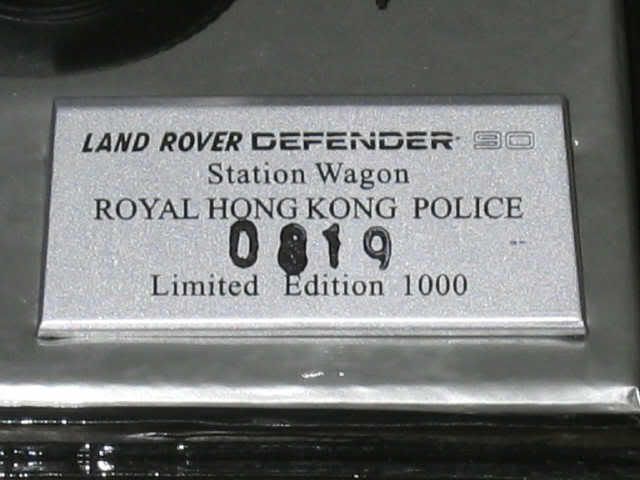 LAND ROVER DEFENDER 90
Station Wagon
ROYAL HONG KONG POLICE
0819
Limited Edition 1000